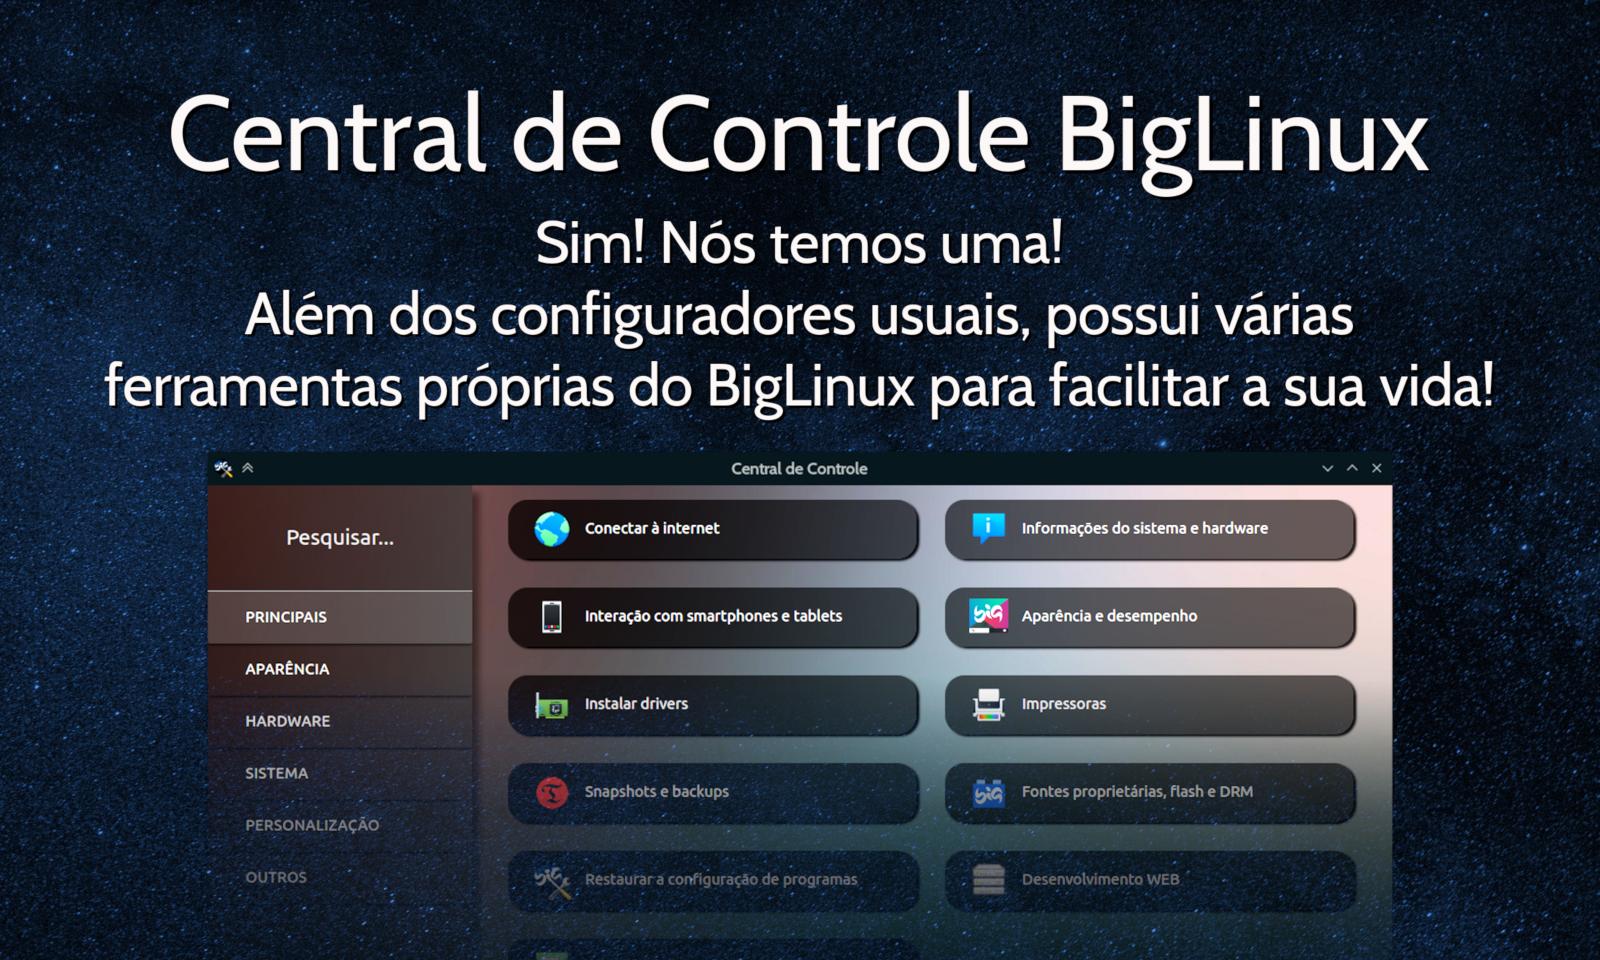 Central de Controle BigLinux
Sim! Nós temos uma!
Além dos configuradores usuais, possui várias
ferramentas próprias do BigLinux para facilitar a sua vida!
Central de Controle
Pesquisar...
PRINCIPAIS
APARÊNCIA
HARDWARE
SISTEMA
PERSONALIZAÇÃO
OUTROS
Conectar à internet
Informações do sistema e hardware
Interação com smartphones e tablets
Aparência e desempenho
Instalar drivers
Impressoras
Snapshots e backups
Fontes proprietárias, flash e DRM
Restaurar a configuração de programas
Desenvolvimento WEB